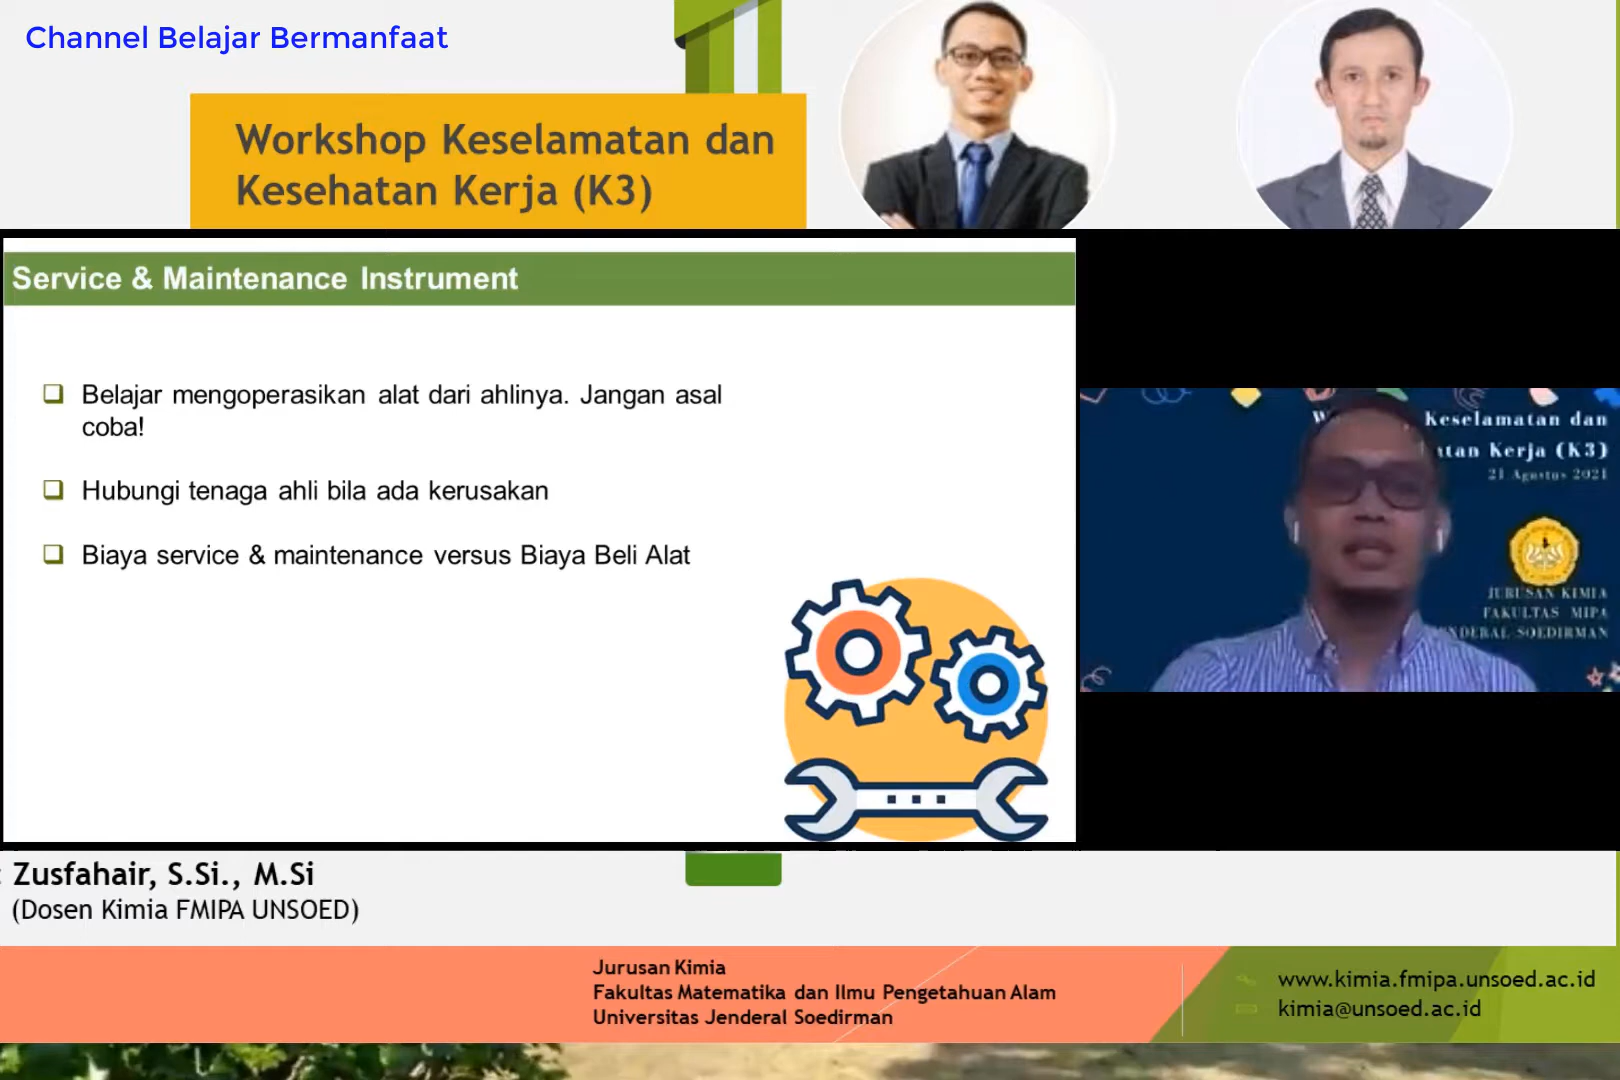 Channel Belajar Bermanfaat
Workshop Keselamatan dan
Kesehatan Kerja (K3)
Service & Maintenance Instrument
Belajar mengoperasikan alat dari ahlinya. Jangan asal
coba!
Hubungi tenaga ahli bila ada kerusakan
Biaya service & maintenance versus Biaya Beli Alat
Keselamatan dan
Kerja (K3)
21 Agustus 2021
JURUSAN KIMIA
FAKULTAS MIPA
SOEDIRMAN
: Zusfahair, S.Si., M.Si
(Dosen Kimia FMIPA UNSOED)
Jurusan Kimia
Fakultas Matematika dan Ilmu Pengetahuan Alam
Universitas Jenderal Soedirman
www.kimia.fmipa.unsoed.ac.id
kimia@unsoed.ac.id